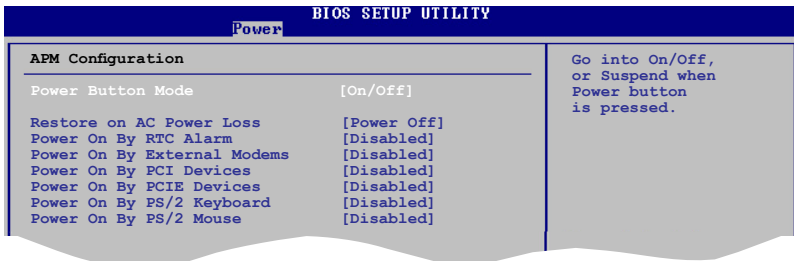 BIOS SETUP UTILITY
Power
APM Configuration
Power Button Mode [On/Off]
Restore on AC Power Loss [Power Off]
Power On By RTC Alarm [Disabled]
Power On By External Modems [Disabled]
Power On By PCI Devices [Disabled]
Power On By PCIE Devices [Disabled]
Power On By PS/2 Keyboard [Disabled]
Power On By PS/2 Mouse [Disabled]
Go into On/Off,
or Suspend when
Power button
is pressed.